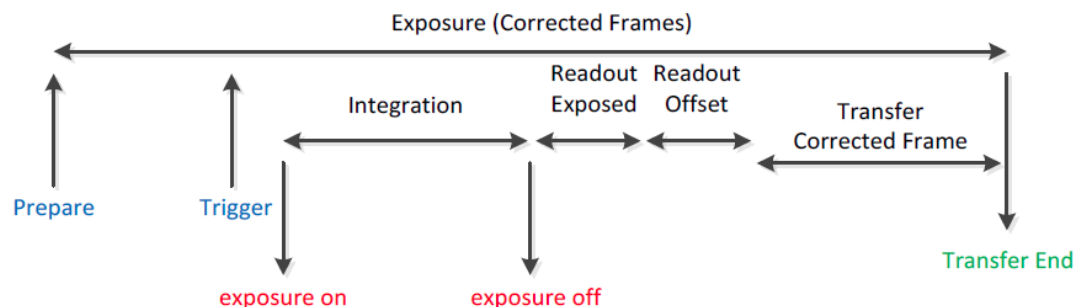 Exposure (Corrected Frames)
Readout
Exposed
Readout
Offset
Integration
Transfer
Corrected Frame
Prepare
Trigger
Transfer End
exposure on
exposure off